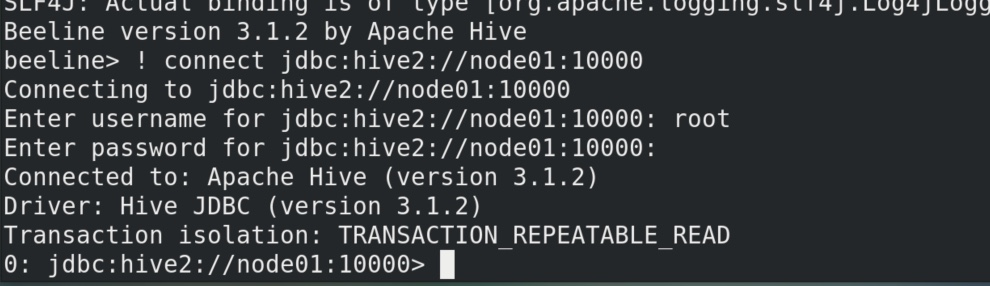 SLF4J: Actual binding is of type [org.apache.logging.slf4j.Log4jLogg
Beeline version 3.1.2 by Apache Hive
beeline> ! connect jdbc:hive2://node01:10000
Connecting to jdbc:hive2://node01:10000
Enter username for jdbc:hive2://node01:10000: root
Enter password for jdbc:hive2://node01:10000:
Connected to: Apache Hive (version 3.1.2)
Driver: Hive JDBC (version 3.1.2)
Transaction isolation: TRANSACTION_REPEATABLE_READ
0: jdbc:hive2://node01:10000>